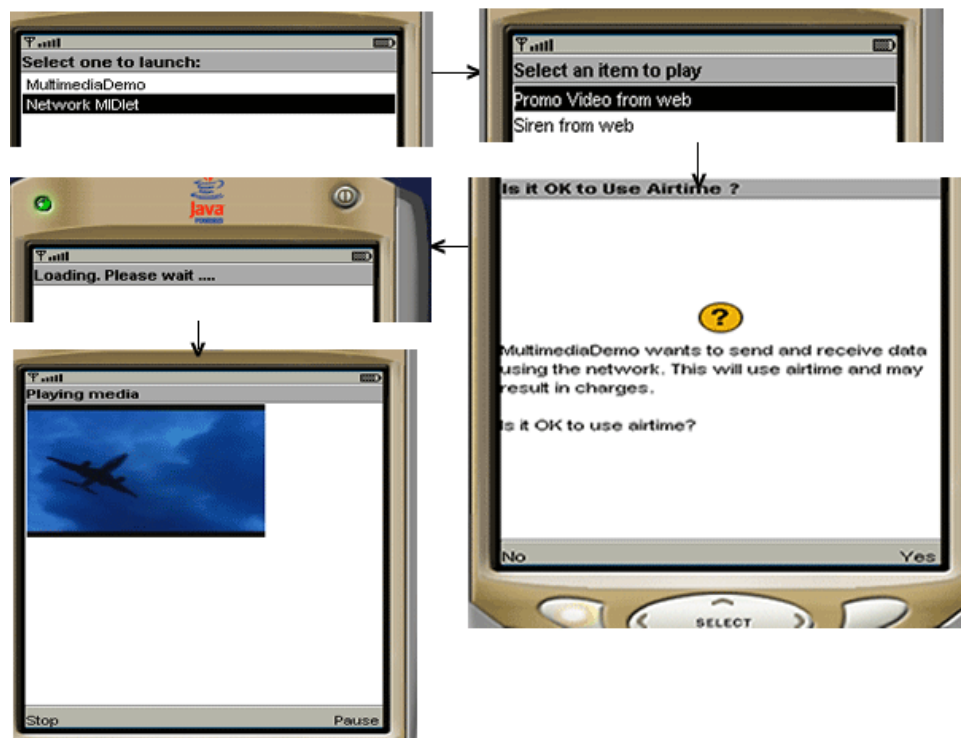 Select one to launch:
MultimediaDemo
Network MIDlet
Select an item to play
Promo Video from web
Siren from web
Is it OK to Use Airtime ?
MultimediaDemo wants to send and receive data
using the network. This will use airtime and may
result in charges.
Is it OK to use airtime?
No Yes
SELECT
Java
POWERED
Loading. Please wait ....
Playing media
Stop Pause